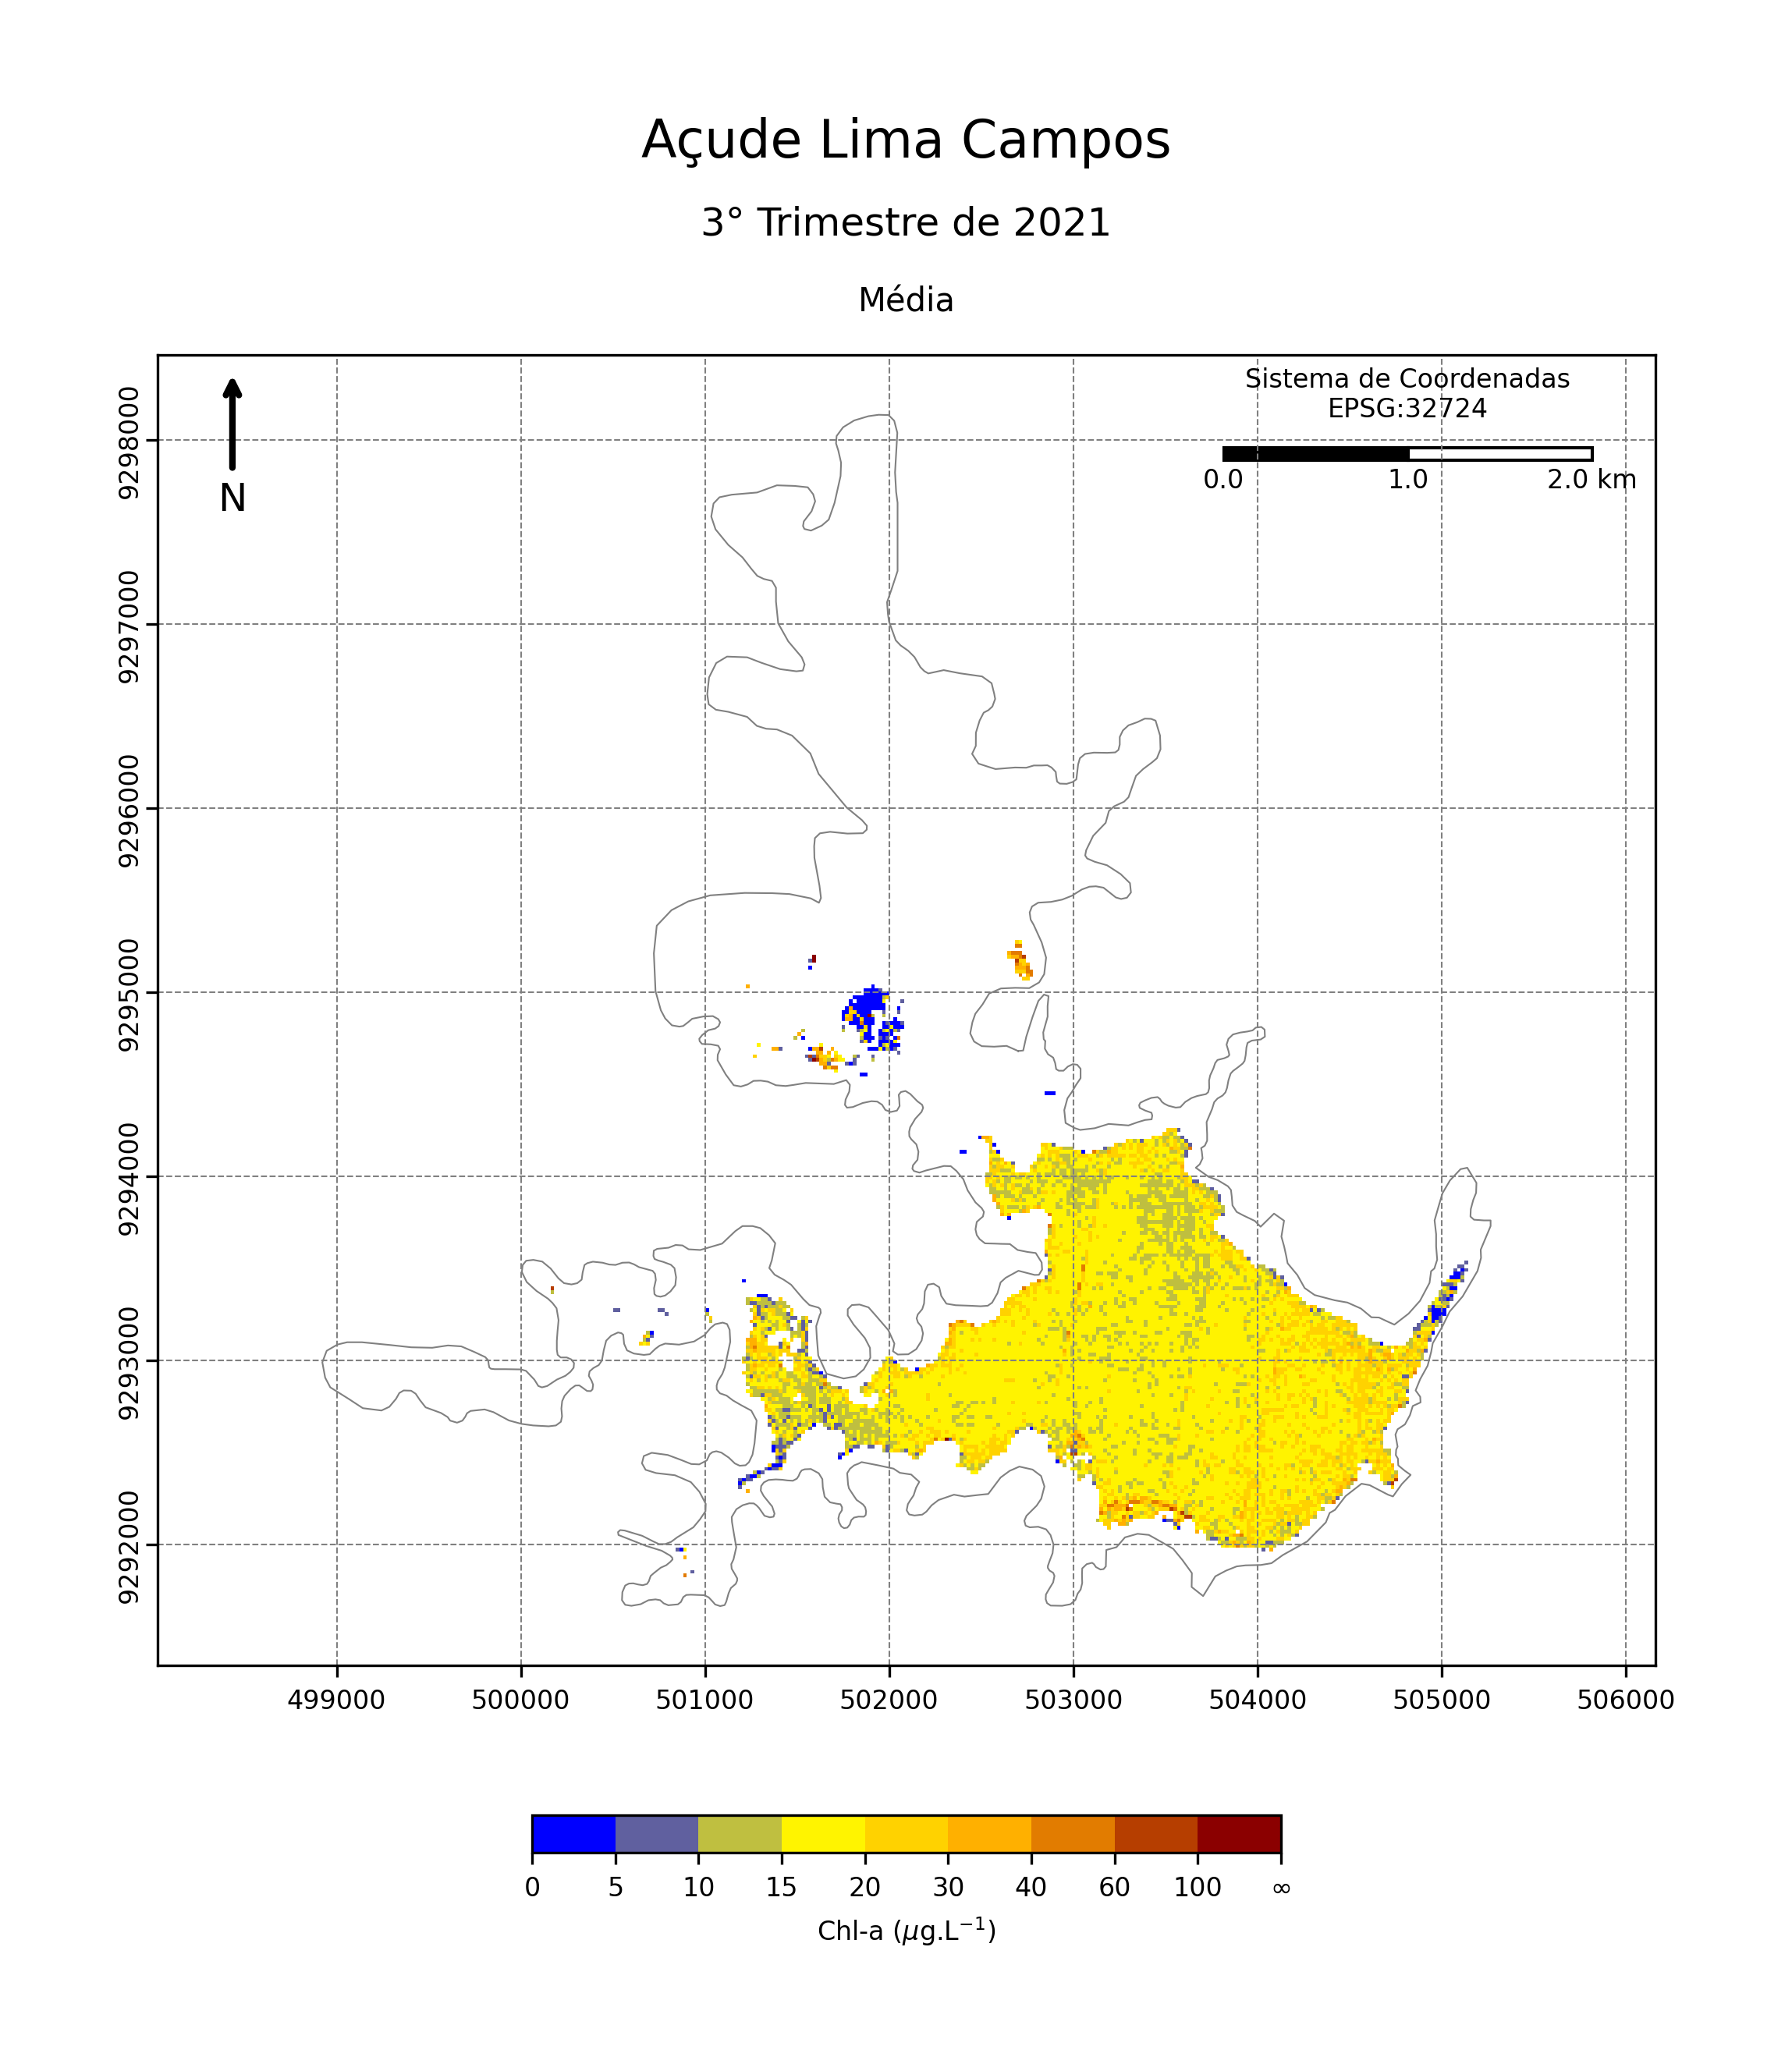 Açude Lima Campos
3° Trimestre de 2021
Média
Sistema de Coordenadas
EPSG:32724
0.0 1.0 2.0 km
N
9298000
9297000
9296000
9295000
9294000
9293000
9292000
499000 500000 501000 502000 503000 504000 505000 506000
0 5 10 15 20 30 40 60 100 ∞
Chl-a (μg.L⁻¹)